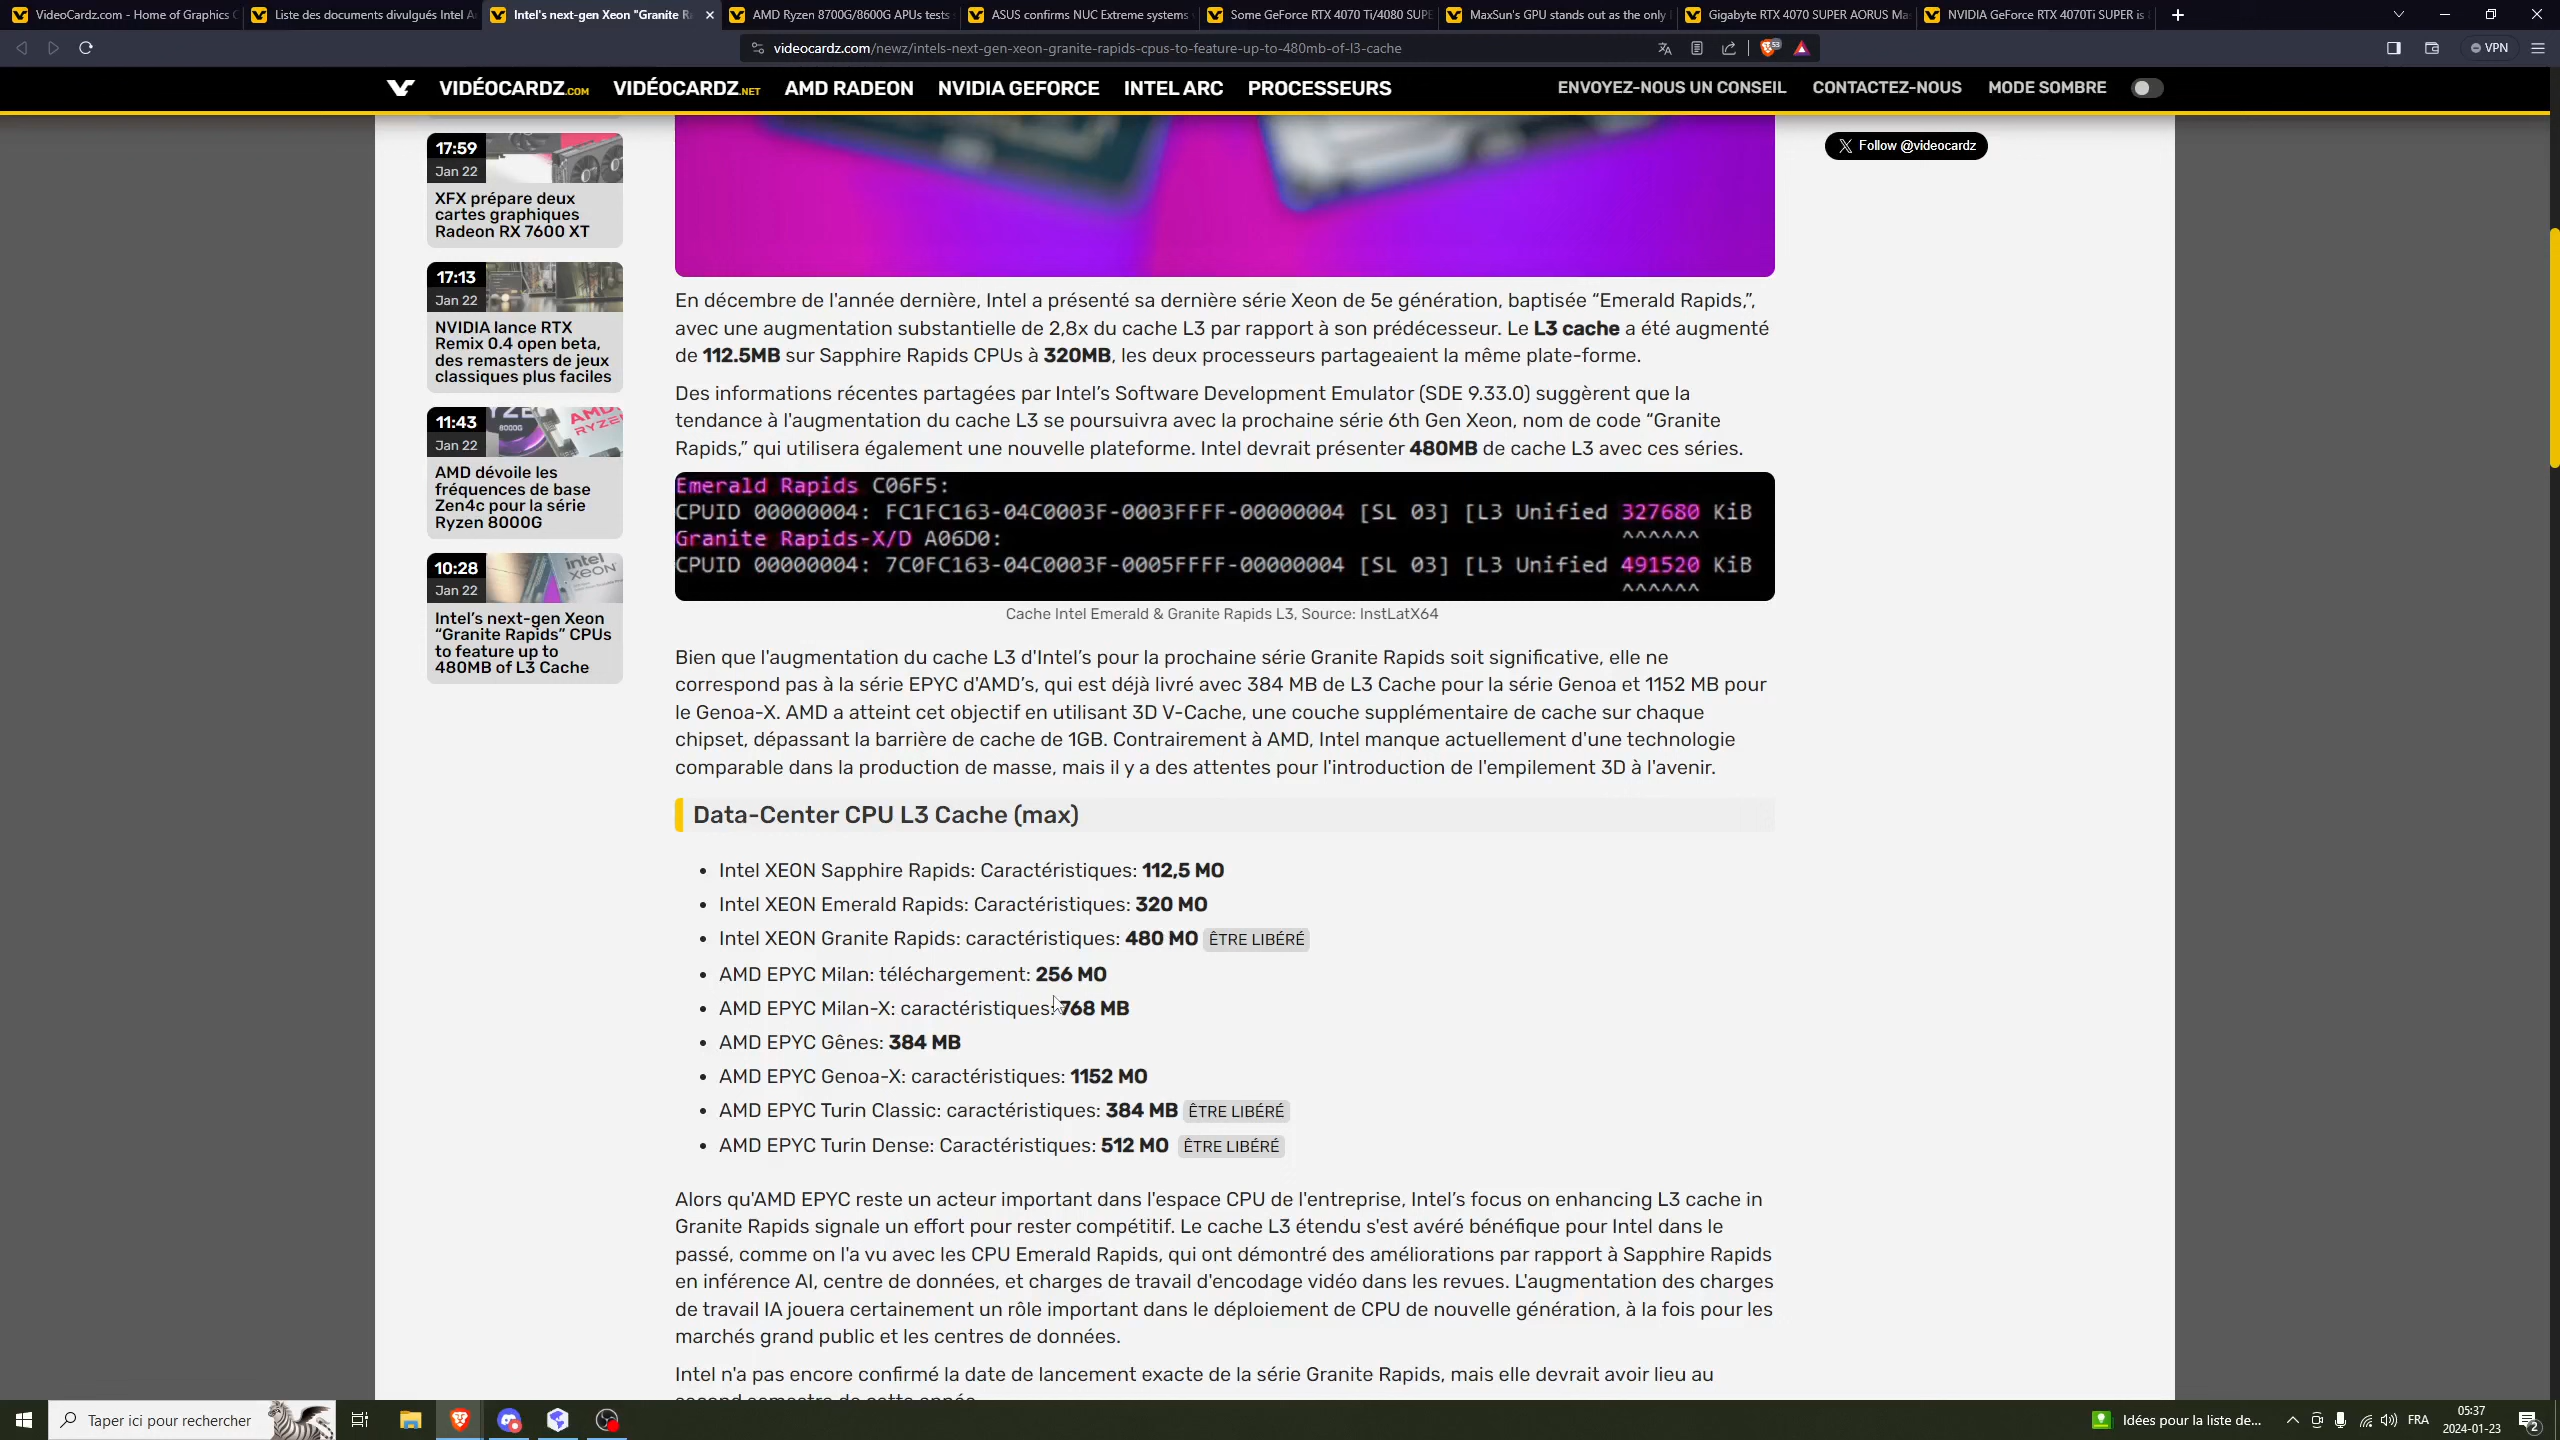 VideoCardz.com - Home of Graphics C
Liste des documents divulgués Intel A
Intel's next-gen Xeon "Granite R
AMD Ryzen 8700G/8600G APUs tests
ASUS confirms NUC Extreme systems
Some GeForce RTX 4070 Ti/4080 SUPE
MaxSun's GPU stands out as the only
Gigabyte RTX 4070 SUPER AORUS Mas
NVIDIA GeForce RTX 4070Ti SUPER is
videocardz.com/newz/intels-next-gen-xeon-granite-rapids-cpus-to-feature-up-to-480mb-of-l3-cache
53
VPN
VIDÉOCARDZ.COM
VIDÉOCARDZ.NET
AMD RADEON
NVIDIA GEFORCE
INTEL ARC
PROCESSEURS
ENVOYEZ-NOUS UN CONSEIL
CONTACTEZ-NOUS
MODE SOMBRE
17:59
Jan 22
XFX prépare deux
cartes graphiques
Radeon RX 7600 XT
17:13
Jan 22
NVIDIA lance RTX
Remix 0.4 open beta,
des remasters de jeux
classiques plus faciles
11:43
Jan 22
8000G
AMD
RYZEN
AMD dévoile les
fréquences de base
Zen4c pour la série
Ryzen 8000G
10:28
Jan 22
intel
XEON
Intel’s next-gen Xeon
“Granite Rapids” CPUs
to feature up to
480MB of L3 Cache
Follow @videocardz
En décembre de l'année dernière, Intel a présenté sa dernière série Xeon de 5e génération, baptisée “Emerald Rapids,”,
avec une augmentation substantielle de 2,8x du cache L3 par rapport à son prédécesseur. Le L3 cache a été augmenté
de 112.5MB sur Sapphire Rapids CPUs à 320MB, les deux processeurs partageaient la même plate-forme.
Des informations récentes partagées par Intel’s Software Development Emulator (SDE 9.33.0) suggèrent que la
tendance à l'augmentation du cache L3 se poursuivra avec la prochaine série 6th Gen Xeon, nom de code “Granite
Rapids,” qui utilisera également une nouvelle plateforme. Intel devrait présenter 480MB de cache L3 avec ces séries.
Emerald Rapids C06F5:
CPUID 00000004: FC1FC163-04C0003F-0003FFFF-00000004 [SL 03] [L3 Unified 327680 KiB
Granite Rapids-X/D A06D0: ^^^^^^
CPUID 00000004: 7C0FC163-04C0003F-0005FFFF-00000004 [SL 03] [L3 Unified 491520 KiB
^^^^^^
Cache Intel Emerald & Granite Rapids L3, Source: InstLatX64
Bien que l'augmentation du cache L3 d'Intel’s pour la prochaine série Granite Rapids soit significative, elle ne
correspond pas à la série EPYC d'AMD’s, qui est déjà livré avec 384 MB de L3 Cache pour la série Genoa et 1152 MB pour
le Genoa-X. AMD a atteint cet objectif en utilisant 3D V-Cache, une couche supplémentaire de cache sur chaque
chipset, dépassant la barrière de cache de 1GB. Contrairement à AMD, Intel manque actuellement d'une technologie
comparable dans la production de masse, mais il y a des attentes pour l'introduction de l'empilement 3D à l'avenir.
Data-Center CPU L3 Cache (max)
• Intel XEON Sapphire Rapids: Caractéristiques: 112,5 MO
• Intel XEON Emerald Rapids: Caractéristiques: 320 MO
• Intel XEON Granite Rapids: caractéristiques: 480 MO ÊTRE LIBÉRÉ
• AMD EPYC Milan: téléchargement: 256 MO
• AMD EPYC Milan-X: caractéristiques: 768 MB
• AMD EPYC Gênes: 384 MB
• AMD EPYC Genoa-X: caractéristiques: 1152 MO
• AMD EPYC Turin Classic: caractéristiques: 384 MB ÊTRE LIBÉRÉ
• AMD EPYC Turin Dense: Caractéristiques: 512 MO ÊTRE LIBÉRÉ
Alors qu'AMD EPYC reste un acteur important dans l'espace CPU de l'entreprise, Intel’s focus on enhancing L3 cache in
Granite Rapids signale un effort pour rester compétitif. Le cache L3 étendu s'est avéré bénéfique pour Intel dans le
passé, comme on l'a vu avec les CPU Emerald Rapids, qui ont démontré des améliorations par rapport à Sapphire Rapids
en inférence AI, centre de données, et charges de travail d'encodage vidéo dans les revues. L'augmentation des charges
de travail IA jouera certainement un rôle important dans le déploiement de CPU de nouvelle génération, à la fois pour les
marchés grand public et les centres de données.
Intel n'a pas encore confirmé la date de lancement exacte de la série Granite Rapids, mais elle devrait avoir lieu au
second semestre de cette année.
Taper ici pour rechercher
Idées pour la liste de...
FRA
05:37
2024-01-23
2